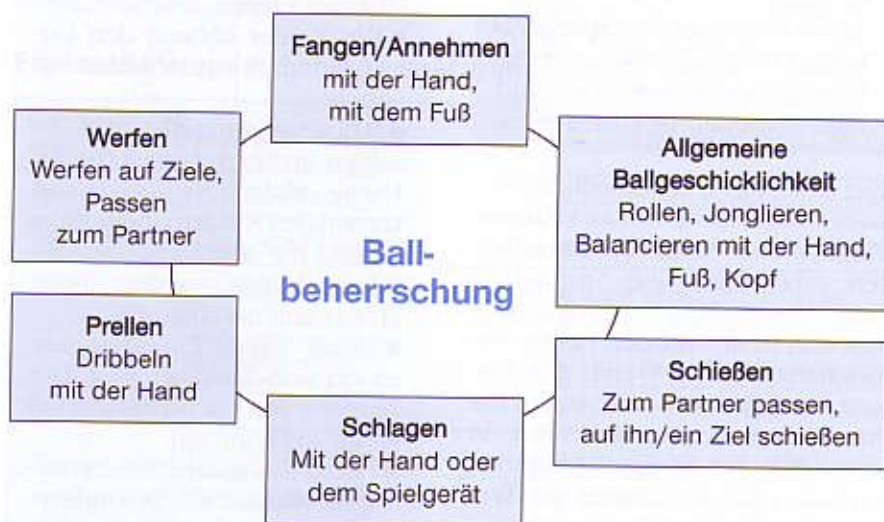 Fangen/Annehmen
mit der Hand,
mit dem Fuß
Werfen
Werfen auf Ziele,
Passen
zum Partner
Allgemeine
Ballgeschicklichkeit
Rollen, Jonglieren,
Balancieren mit der Hand,
Fuß, Kopf
Ball-
beherrschung
Prellen
Dribbeln
mit der Hand
Schießen
Zum Partner passen,
auf ihn/ein Ziel schießen
Schlagen
Mit der Hand oder
dem Spielgerät